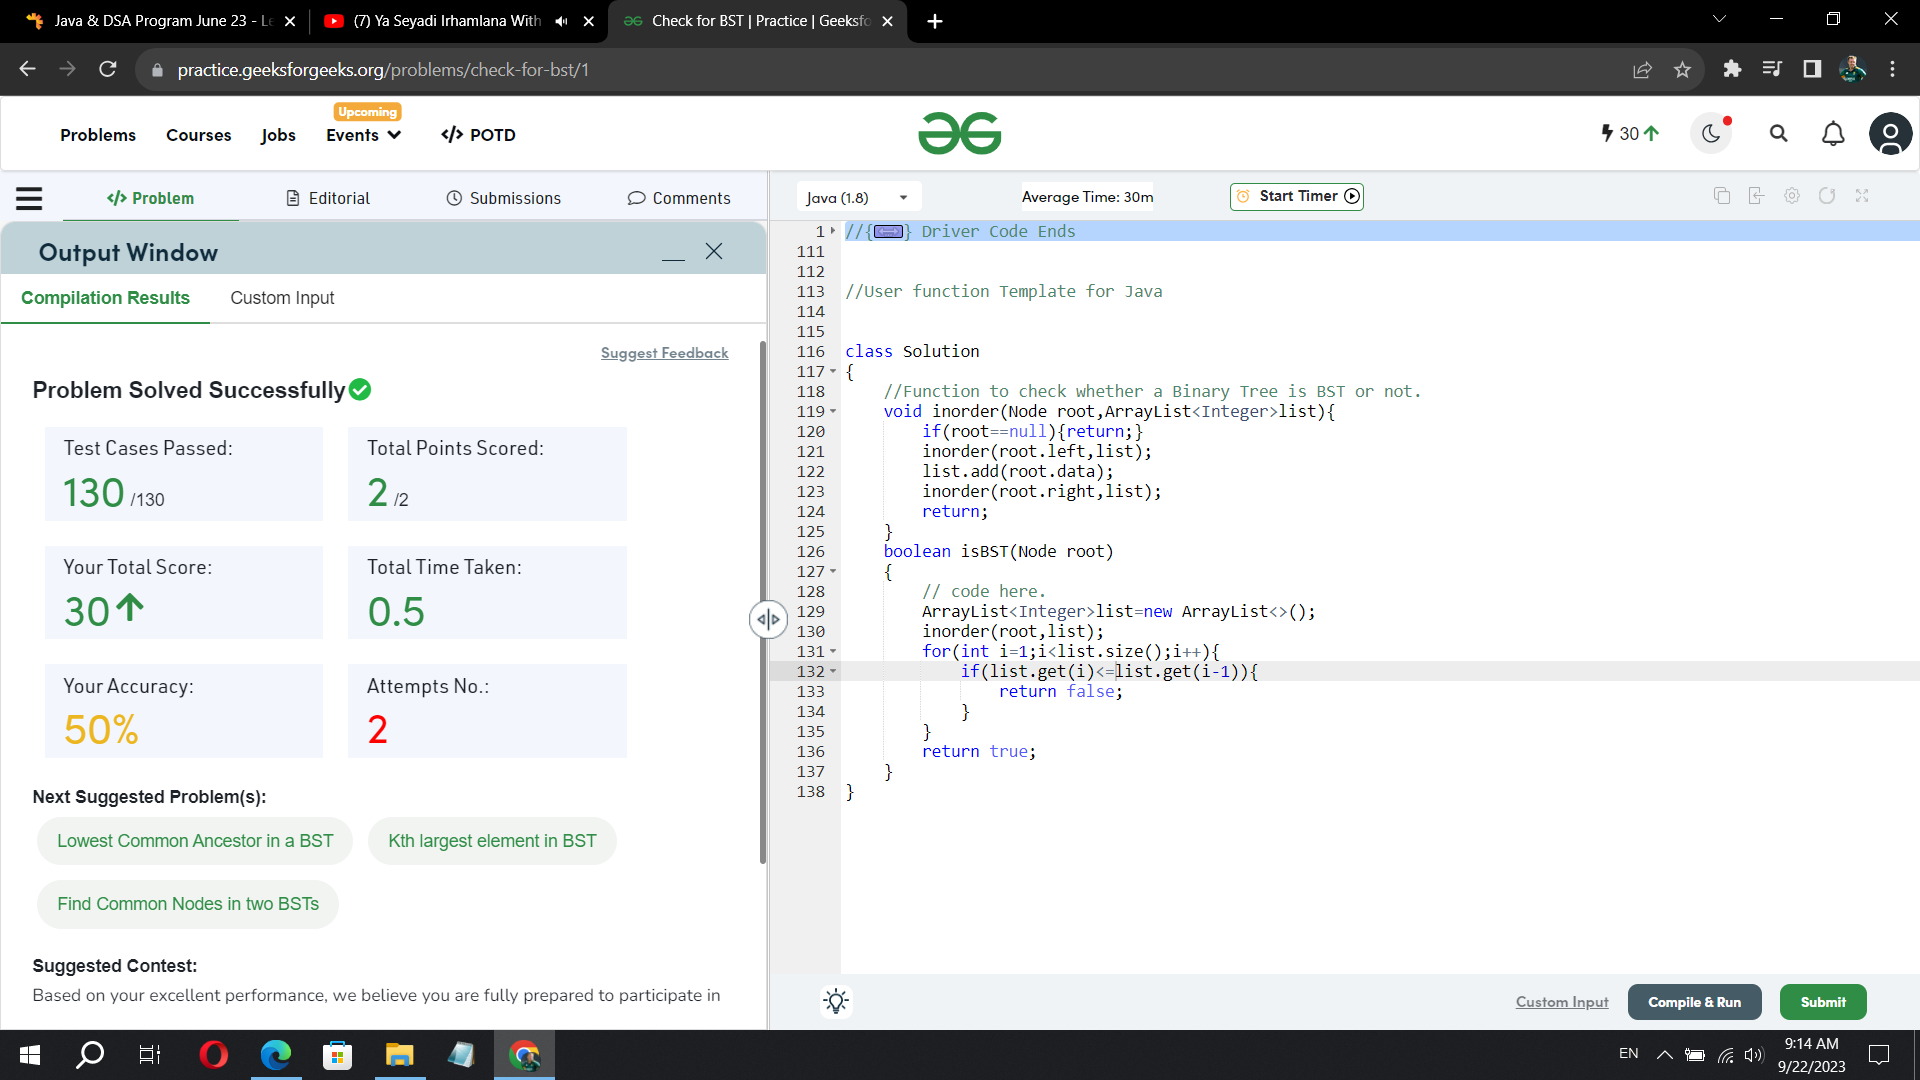 Java & DSA Program June 23 - Le
(7) Ya Seyadi Irhamlana With
Check for BST | Practice | Geeksfo
practice.geeksforgeeks.org/problems/check-for-bst/1
Problems
Courses
Jobs
Upcoming
Events
</> POTD
30
</> Problem
Editorial
Submissions
Comments
Java (1.8)
Average Time: 30m
Start Timer
Output Window
Compilation Results
Custom Input
Suggest Feedback
Problem Solved Successfully
Test Cases Passed:
130 /130
Total Points Scored:
2 /2
Your Total Score:
30
Total Time Taken:
0.5
Your Accuracy:
50%
Attempts No.:
2
Next Suggested Problem(s):
Lowest Common Ancestor in a BST
Kth largest element in BST
Find Common Nodes in two BSTs
Suggested Contest:
Based on your excellent performance, we believe you are fully prepared to participate in
1 //{} Driver Code Ends
111
112
113 //User function Template for Java
114
115
116 class Solution
117 {
118     //Function to check whether a Binary Tree is BST or not.
119     void inorder(Node root,ArrayList<Integer>list){
120         if(root==null){return;}
121         inorder(root.left,list);
122         list.add(root.data);
123         inorder(root.right,list);
124         return;
125     }
126     boolean isBST(Node root)
127     {
128         // code here.
129         ArrayList<Integer>list=new ArrayList<>();
130         inorder(root,list);
131         for(int i=1;i<list.size();i++){
132             if(list.get(i)<=list.get(i-1)){
133                 return false;
134             }
135         }
136         return true;
137     }
138 }
Custom Input
Compile & Run
Submit
EN
9:14 AM
9/22/2023